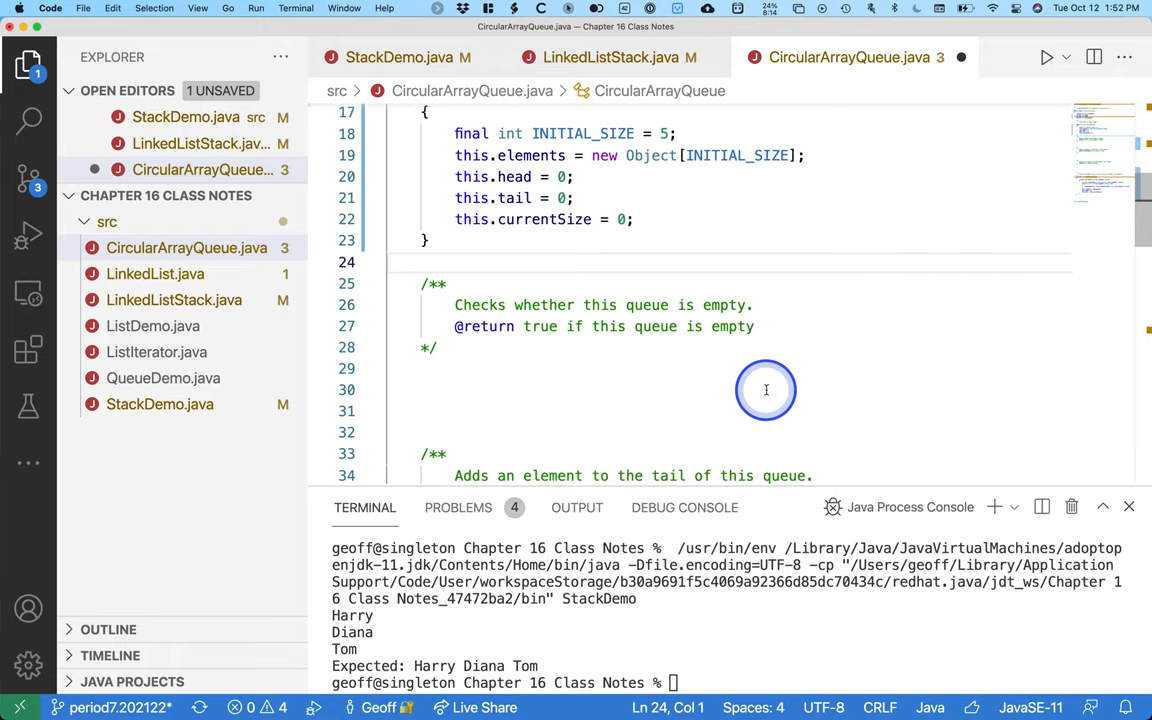 Code File Edit Selection View Go Run Terminal Window Help 24% 8:14 42 Tue Oct 12 1:52 PM
CircularArrayQueue.java — Chapter 16 Class Notes
EXPLORER
StackDemo.java M LinkedListStack.java M CircularArrayQueue.java 3
OPEN EDITORS 1 UNSAVED
StackDemo.java src M
LinkedListStack.jav... M
CircularArrayQueue... 3
CHAPTER 16 CLASS NOTES
src
CircularArrayQueue.java 3
LinkedList.java 1
LinkedListStack.java M
ListDemo.java
ListIterator.java
QueueDemo.java
StackDemo.java M
OUTLINE
TIMELINE
JAVA PROJECTS
1
3
src > CircularArrayQueue.java > CircularArrayQueue
17 {
18 final int INITIAL_SIZE = 5;
19 this.elements = new Object[INITIAL_SIZE];
20 this.head = 0;
21 this.tail = 0;
22 this.currentSize = 0;
23 }
24
25 /**
26 Checks whether this queue is empty.
27 @return true if this queue is empty
28 */
29
30
31
32
33 /**
34 Adds an element to the tail of this queue.
TERMINAL PROBLEMS 4 OUTPUT DEBUG CONSOLE Java Process Console
geoff@singleton Chapter 16 Class Notes % /usr/bin/env /Library/Java/JavaVirtualMachines/adoptop
enjdk-11.jdk/Contents/Home/bin/java -Dfile.encoding=UTF-8 -cp "/Users/geoff/Library/Application
Support/Code/User/workspaceStorage/b30a9691f5c4069a92366d85dc70434c/redhat.java/jdt_ws/Chapter 1
6 Class Notes_47472ba2/bin" StackDemo
Harry
Diana
Tom
Expected: Harry Diana Tom
geoff@singleton Chapter 16 Class Notes %
period7.202122* 0 4 Geoff Live Share Ln 24, Col 1 Spaces: 4 UTF-8 CRLF Java JavaSE-11